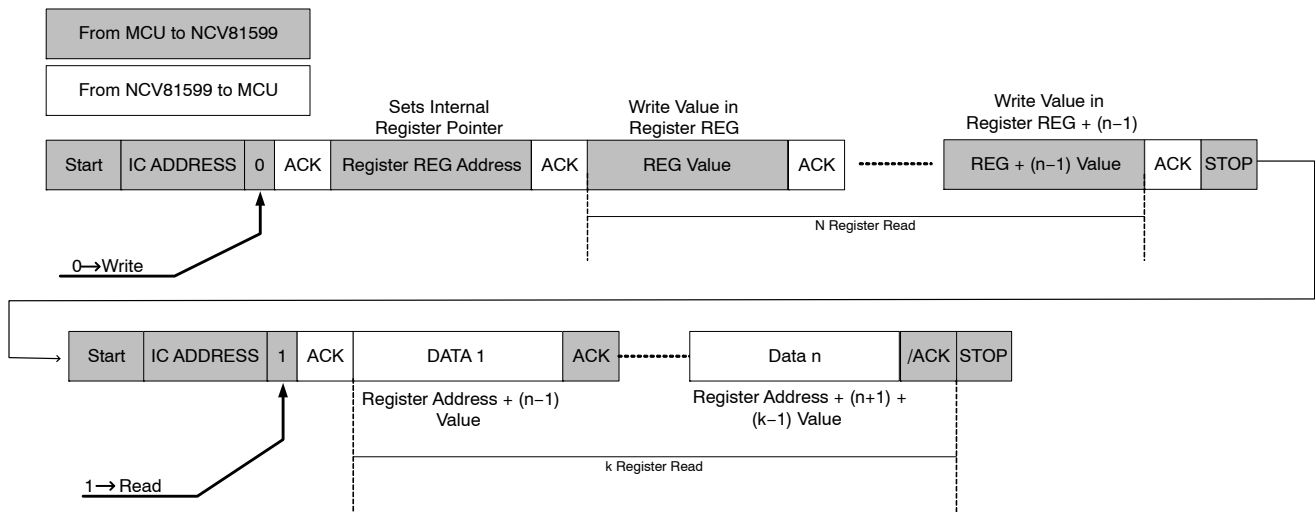 From MCU to NCV81599
From NCV81599 to MCU
Sets Internal
Register Pointer
Write Value in
Register REG
Write Value in
Register REG + (n−1)
Start IC ADDRESS 0 ACK Register REG Address ACK REG Value ACK REG + (n−1) Value ACK STOP
N Register Read
0→Write
Start IC ADDRESS 1 ACK DATA 1 ACK Data n /ACK STOP
Register Address + (n−1)
Value
Register Address + (n+1) +
(k−1) Value
k Register Read
1→Read